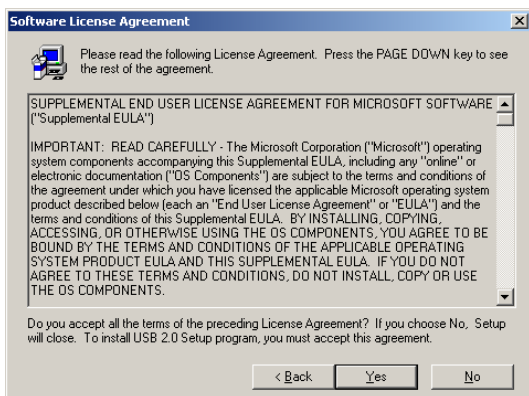 Software License Agreement
Please read the following License Agreement. Press the PAGE DOWN key to see
the rest of the agreement.
SUPPLEMENTAL END USER LICENSE AGREEMENT FOR MICROSOFT SOFTWARE
("Supplemental EULA")
IMPORTANT: READ CAREFULLY - The Microsoft Corporation ("Microsoft") operating
system components accompanying this Supplemental EULA, including any "online" or
electronic documentation ("OS Components") are subject to the terms and conditions of
the agreement under which you have licensed the applicable Microsoft operating system
product described below (each an "End User License Agreement" or "EULA") and the
terms and conditions of this Supplemental EULA. BY INSTALLING, COPYING,
ACCESSING, OR OTHERWISE USING THE OS COMPONENTS, YOU AGREE TO BE
BOUND BY THE TERMS AND CONDITIONS OF THE APPLICABLE OPERATING
SYSTEM PRODUCT EULA AND THIS SUPPLEMENTAL EULA. IF YOU DO NOT
AGREE TO THESE TERMS AND CONDITIONS, DO NOT INSTALL, COPY OR USE
THE OS COMPONENTS.
Do you accept all the terms of the preceding License Agreement? If you choose No, Setup
will close. To install USB 2.0 Setup program, you must accept this agreement.
< Back Yes No